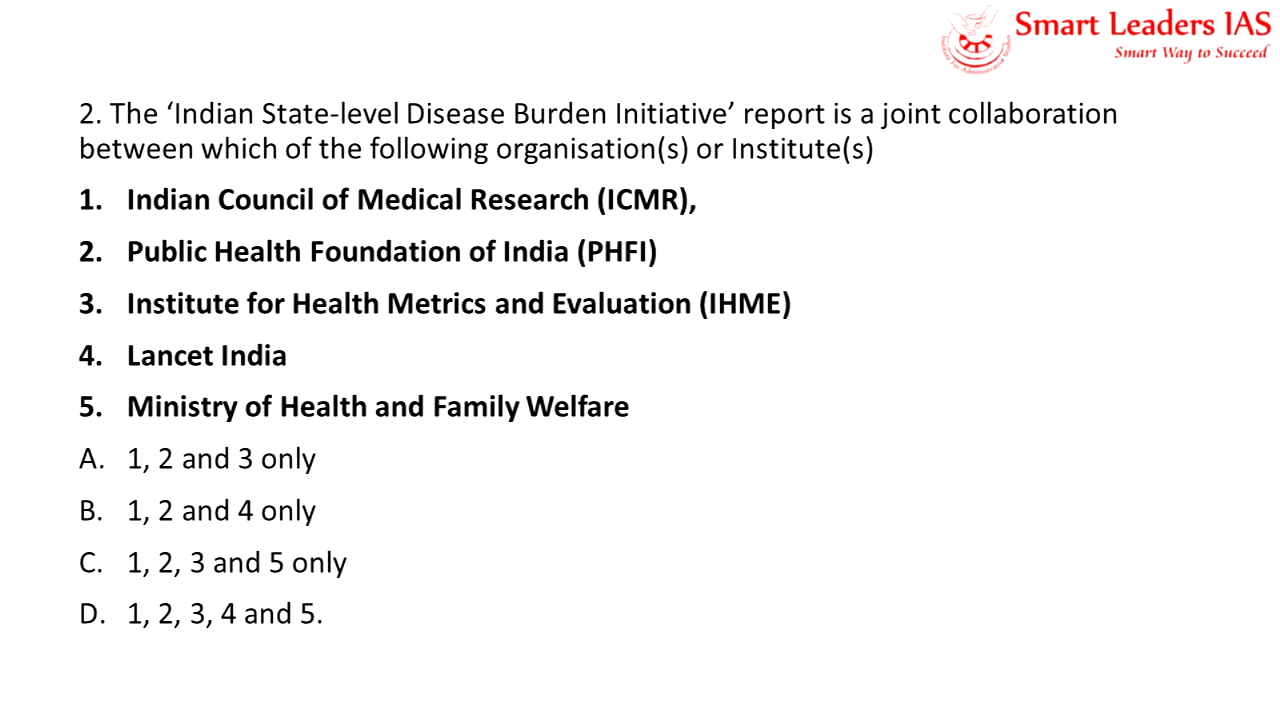 Smart Leaders IAS
Smart Way to Succeed
2. The ‘Indian State-level Disease Burden Initiative’ report is a joint collaboration
between which of the following organisation(s) or Institute(s)
1. Indian Council of Medical Research (ICMR),
2. Public Health Foundation of India (PHFI)
3. Institute for Health Metrics and Evaluation (IHME)
4. Lancet India
5. Ministry of Health and Family Welfare
A. 1, 2 and 3 only
B. 1, 2 and 4 only
C. 1, 2, 3 and 5 only
D. 1, 2, 3, 4 and 5.